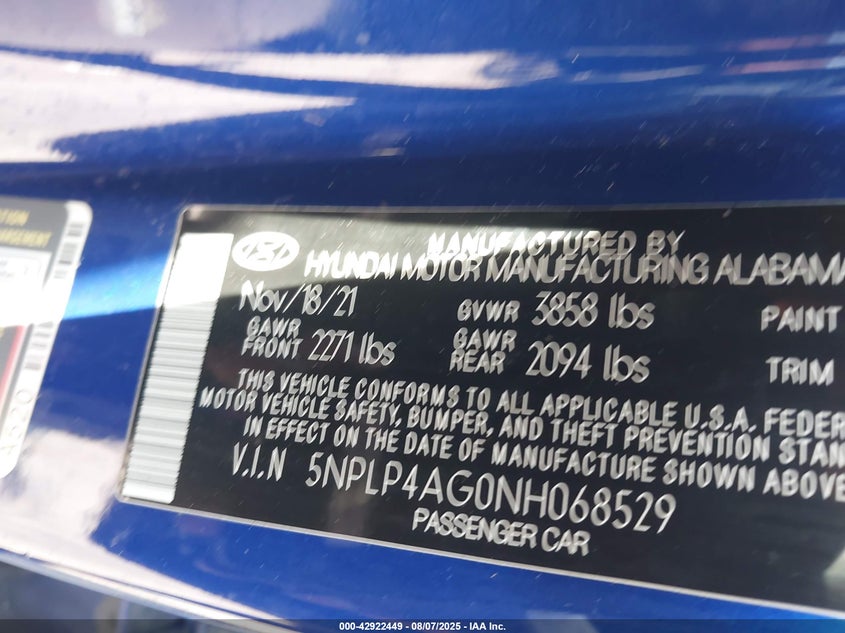 MANUFACTURED BY
HYUNDAI MOTOR MANUFACTURING ALABAMA
Nov/18/21 GVWR 3858 lbs PAINT
GAWR FRONT 2271 lbs GAWR REAR 2094 lbs TRIM
THIS VEHICLE CONFORMS TO ALL APPLICABLE U.S.A. FEDER
MOTOR VEHICLE SAFETY, BUMPER, AND THEFT PREVENTION STAN
IN EFFECT ON THE DATE OF MANUFACTURE SHOWN ABOVE
V.I.N 5NPLP4AG0NH068529
PASSENGER CAR
000-42922449 - 08/07/2025 - IAA Inc.